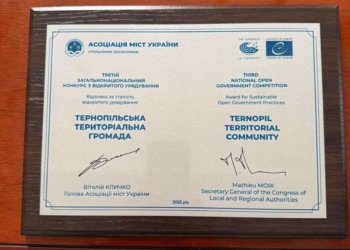 АСОЦІАЦІЯ МІСТ УКРАЇНИ
ТРЕТІЙ
ЗАГАЛЬНОНАЦІОНАЛЬНИЙ
КОНКУРС З ВІДКРИТОГО УРЯДУВАННЯ
Відзнака за сталість
відкритого урядування
ТЕРНОПІЛЬСЬКА
ТЕРИТОРІАЛЬНА
ГРОМАДА
Віталій КЛИЧКО
Голова Асоціації міст України
THIRD
NATIONAL OPEN
GOVERNMENT COMPETITION
Award for Sustainable
Open Government Practices
TERNOPIL
TERRITORIAL
COMMUNITY
Mathieu MORI
Secretary General of the Congress of
Local and Regional Authorities